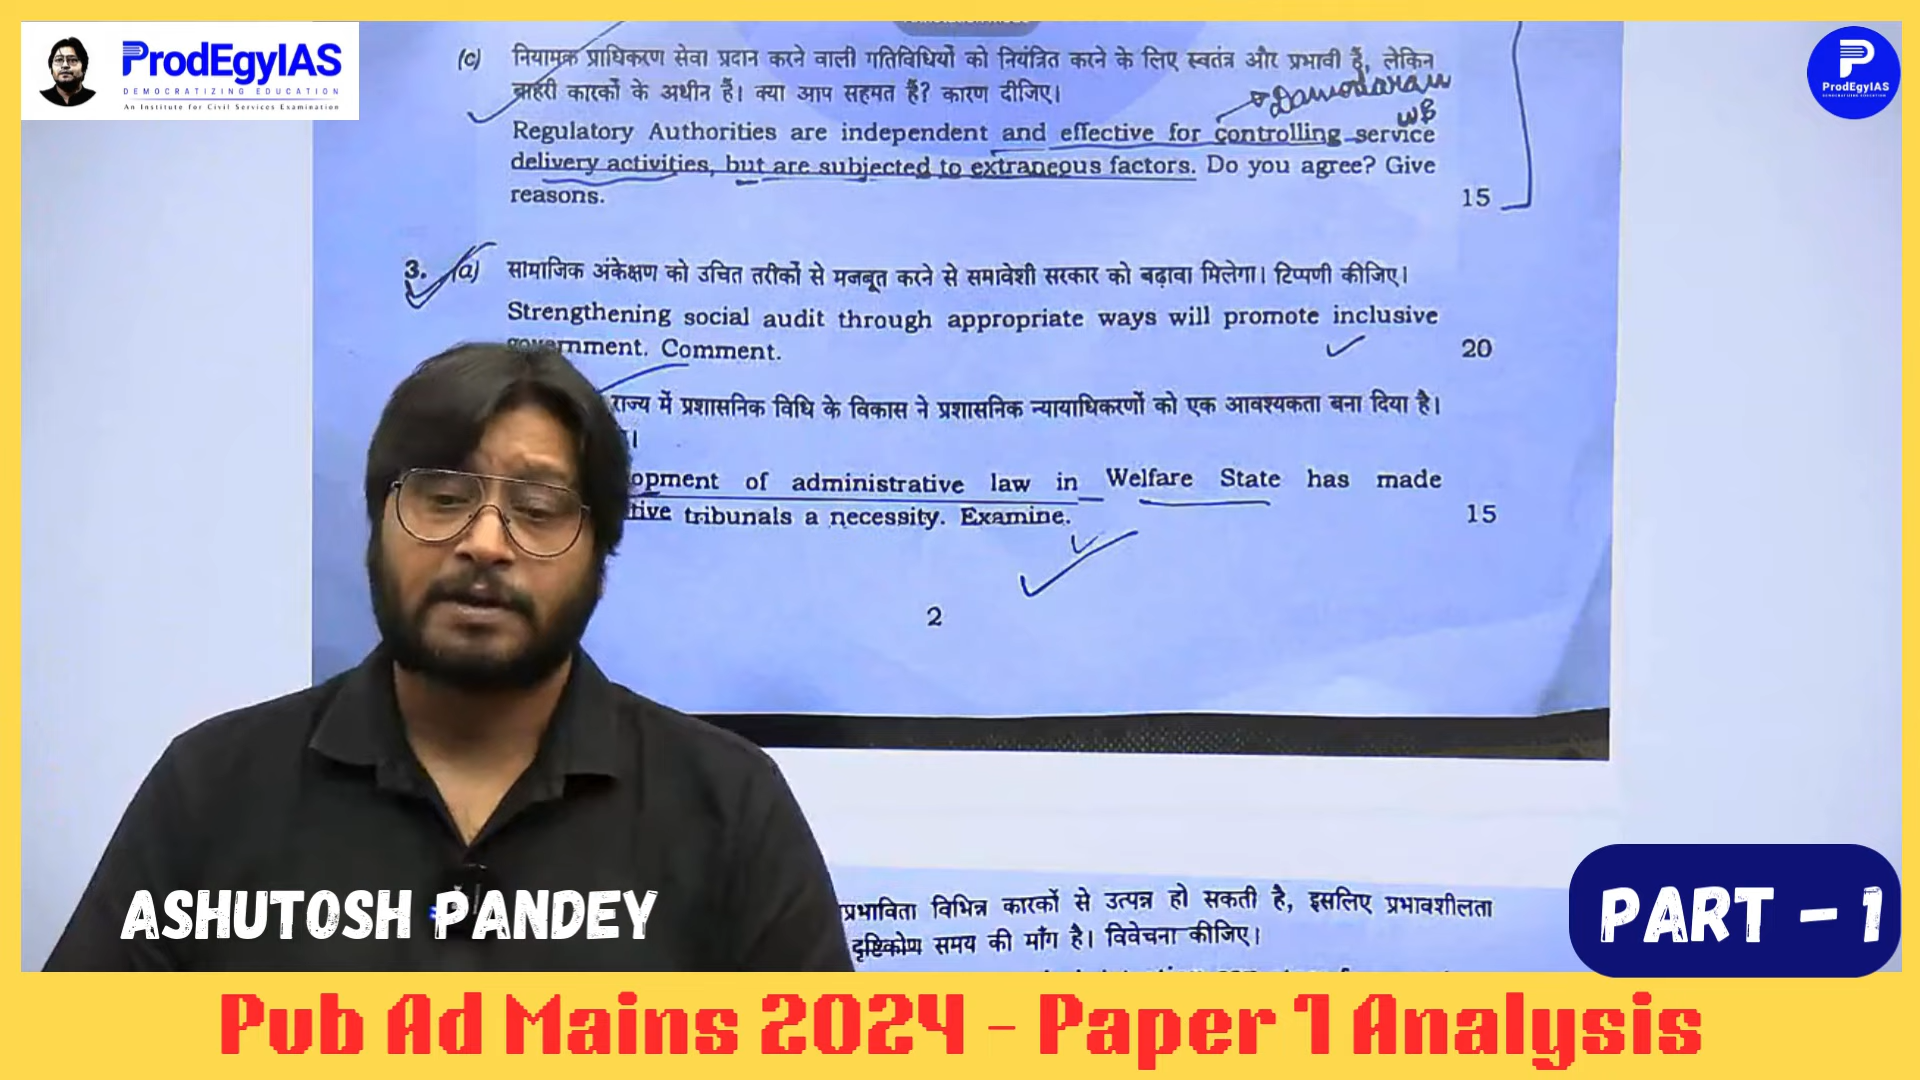 ProdEgyIAS
DEMOCRATIZING EDUCATION
An Institute for Civil Services Examination
P
ProdEgyIAS
(c) नियामक प्राधिकरण सेवा प्रदान करने वाली गतिविधियों को नियंत्रित करने के लिए स्वतंत्र और प्रभावी हैं, लेकिन
बाहरी कारकों के अधीन हैं। क्या आप सहमत हैं? कारण दीजिए।
Damodaran
WB
Regulatory Authorities are independent and effective for controlling service
delivery activities, but are subjected to extraneous factors. Do you agree? Give
reasons. 15
3. (a) सामाजिक अंकेक्षण को उचित तरीकों से मजबूत करने से समावेशी सरकार को बढ़ावा मिलेगा। टिप्पणी कीजिए।
Strengthening social audit through appropriate ways will promote inclusive
government. Comment. 20
राज्य में प्रशासनिक विधि के विकास ने प्रशासनिक न्यायाधिकरणों को एक आवश्यकता बना दिया है।
opment of administrative law in Welfare State has made
tive tribunals a necessity. Examine. 15
2
प्रभाविता विभिन्न कारकों से उत्पन्न हो सकती है, इसलिए प्रभावशीलता
दृष्टिकोण समय की माँग है। विवेचना कीजिए।
ASHUTOSH PANDEY
PART - 1
Pub Ad Mains 2024 - Paper 1 Analysis